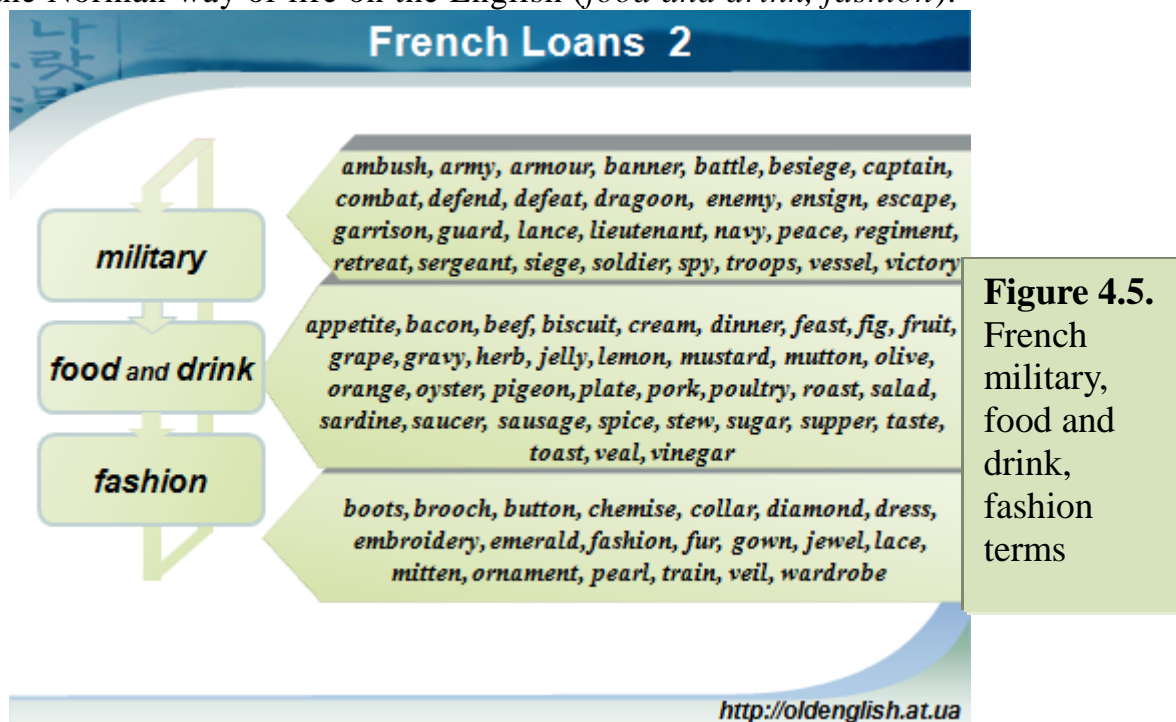 the Norman way of life on the English (food and drink, fashion).
French Loans 2
나
랏
military
ambush, army, armour, banner, battle, besiege, captain,
combat, defend, defeat, dragoon, enemy, ensign, escape,
garrison, guard, lance, lieutenant, navy, peace, regiment,
retreat, sergeant, siege, soldier, spy, troops, vessel, victory
food and drink
appetite, bacon, beef, biscuit, cream, dinner, feast, fig, fruit,
grape, gravy, herb, jelly, lemon, mustard, mutton, olive,
orange, oyster, pigeon, plate, pork, poultry, roast, salad,
sardine, saucer, sausage, spice, stew, sugar, supper, taste,
toast, veal, vinegar
fashion
boots, brooch, button, chemise, collar, diamond, dress,
embroidery, emerald, fashion, fur, gown, jewel, lace,
mitten, ornament, pearl, train, veil, wardrobe
http://oldenglish.at.ua
Figure 4.5.
French
military,
food and
drink,
fashion
terms